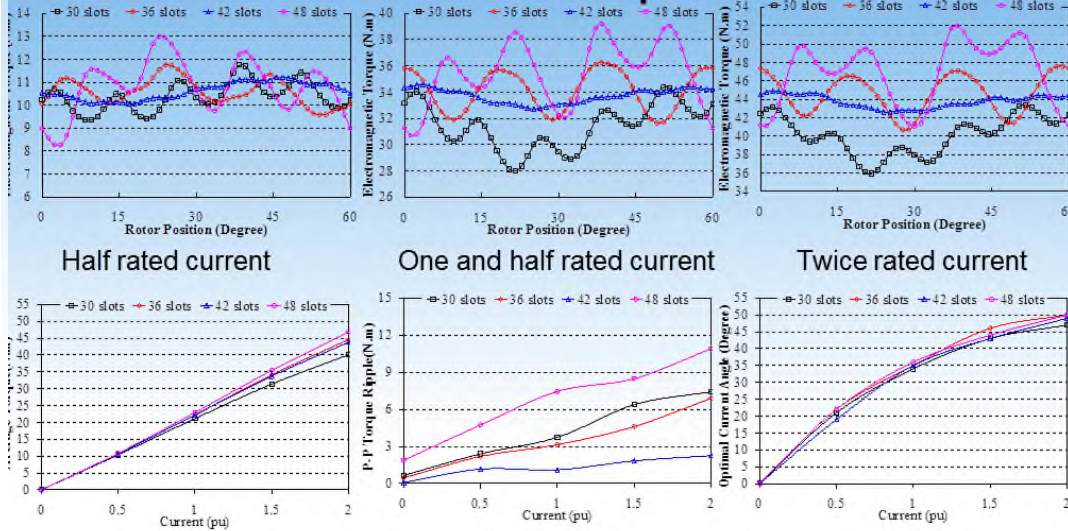 30 slots 36 slots 42 slots 48 slots
14
13
12
11
10
9
8
7
6
0 15 30 45 60
Rotor Position (Degree)
30 slots 36 slots 42 slots 48 slots
Electromagnetic Torque (N.m)
40
38
36
34
32
30
28
26
0 15 30 45 60
Rotor Position (Degree)
30 slots 36 slots 42 slots 48 slots
Electromagnetic Torque (N.m)
54
52
50
48
46
44
42
40
38
36
34
0 15 30 45 60
Rotor Position (Degree)
Half rated current
One and half rated current
Twice rated current
30 slots 36 slots 42 slots 48 slots
55
50
45
40
35
30
25
20
15
10
5
0
0 0.5 1 1.5 2
Current (pu)
30 slots 36 slots 42 slots 48 slots
P-P Torque Ripple(N.m)
15
12
9
6
3
0
0 0.5 1 1.5 2
Current (pu)
30 slots 36 slots 42 slots 48 slots
Optimal Current Angle (Degree)
55
50
45
40
35
30
25
20
15
10
5
0
0 0.5 1 1.5 2
Current (pu)